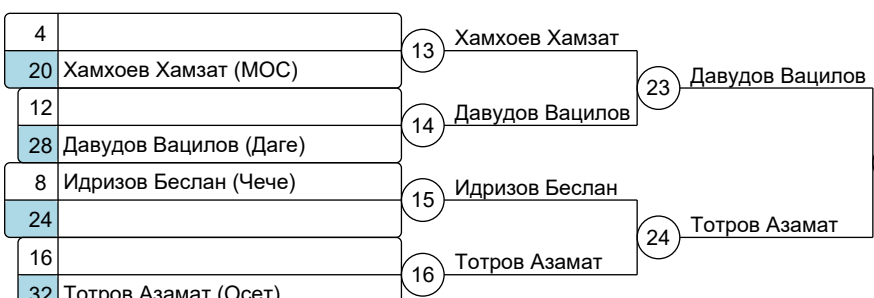 4
Хамхоев Хамзат
13
20 Хамхоев Хамзат (МОС)
Давудов Вацилов
23
12
Давудов Вацилов
14
28 Давудов Вацилов (Даге)
8 Идризов Беслан (Чече)
Идризов Беслан
15
24
Тотров Азамат
24
16
Тотров Азамат
16
32 Тотров Азамат (Осет)